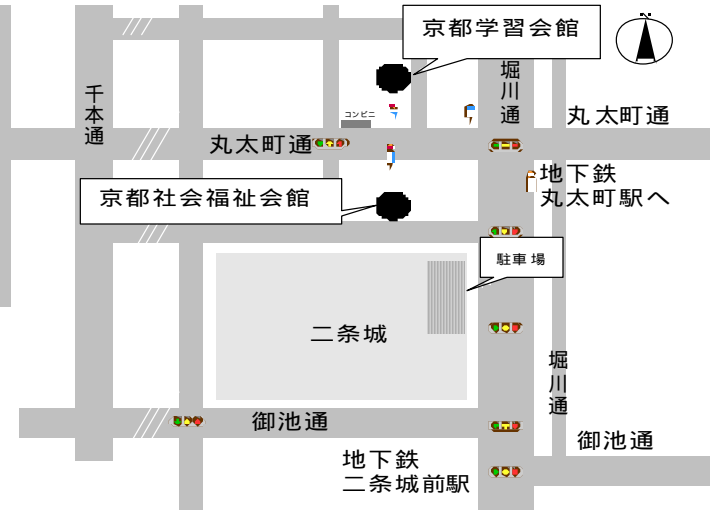 京都学習会館
N
堀川通
千本通
コンビニ
丸太町通
丸太町通
地下鉄
丸太町駅へ
京都社会福祉会館
駐車場
二条城
堀川通
御池通
御池通
地下鉄
二条城前駅